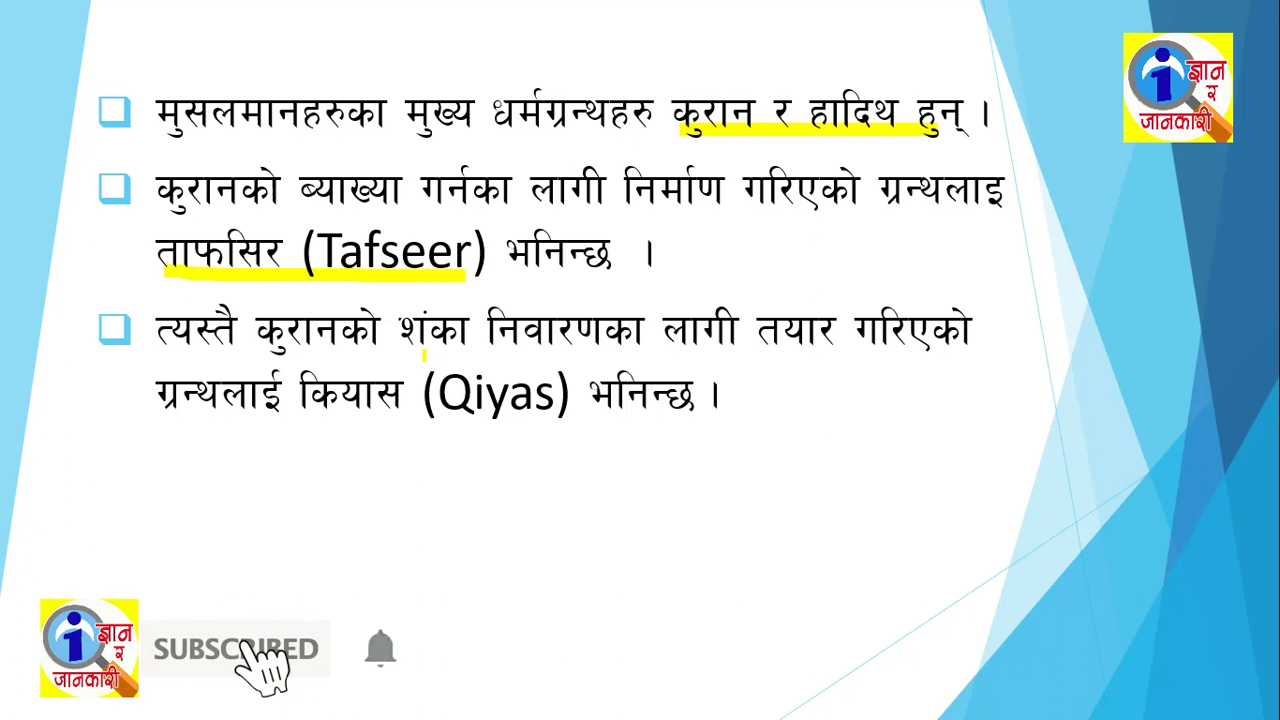 ज्ञान
र
जानकारी
मुसलमानहरुका मुख्य धर्मग्रन्थहरु कुरान र हादिथ हुन् ।
कुरानको ब्याख्या गर्नका लागी निर्माण गरिएको ग्रन्थलाइ
ताफसिर (Tafseer) भनिन्छ ।
त्यस्तै कुरानको शंका निवारणका लागी तयार गरिएको
ग्रन्थलाई कियास (Qiyas) भनिन्छ ।
ज्ञान
र
जानकारी
SUBSCRIBED